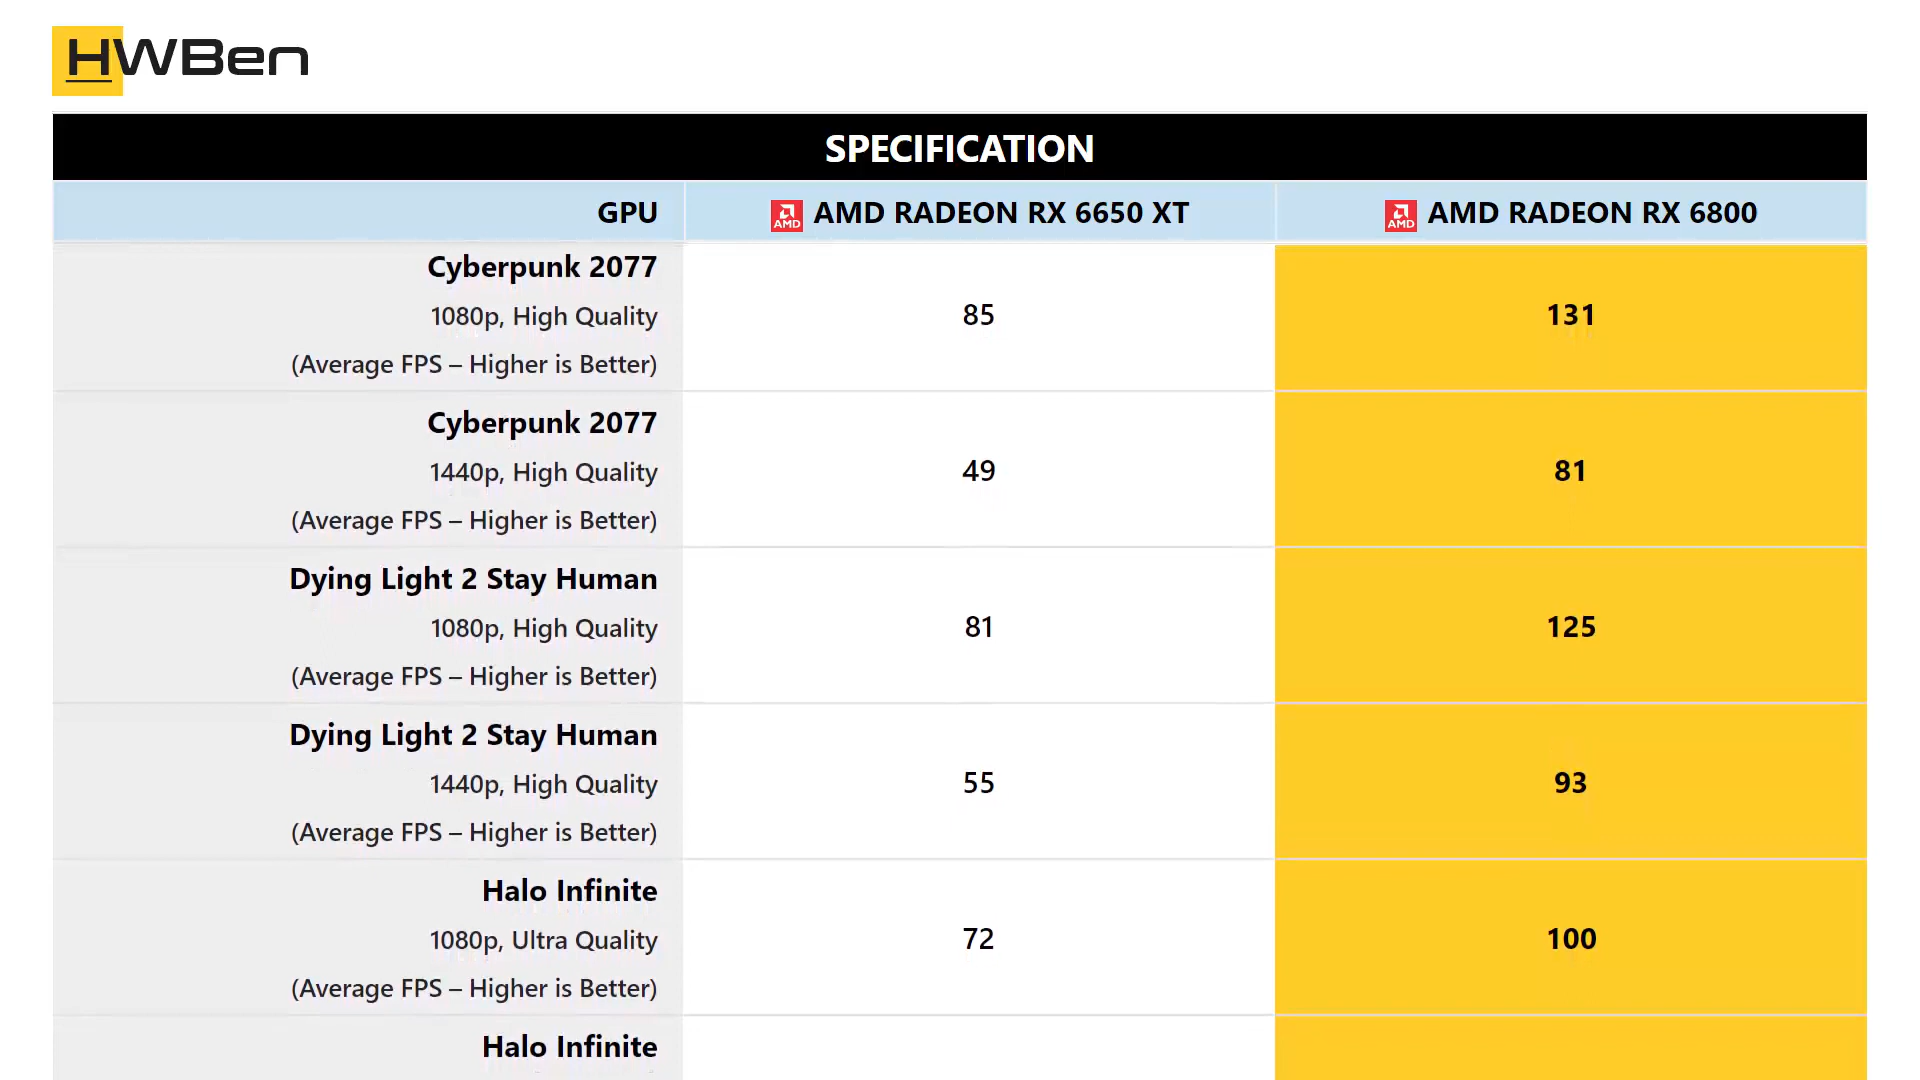 HWBen
SPECIFICATION
GPU
AMD AMD RADEON RX 6650 XT
AMD AMD RADEON RX 6800
Cyberpunk 2077
1080p, High Quality
(Average FPS – Higher is Better)
85
131
Cyberpunk 2077
1440p, High Quality
(Average FPS – Higher is Better)
49
81
Dying Light 2 Stay Human
1080p, High Quality
(Average FPS – Higher is Better)
81
125
Dying Light 2 Stay Human
1440p, High Quality
(Average FPS – Higher is Better)
55
93
Halo Infinite
1080p, Ultra Quality
(Average FPS – Higher is Better)
72
100
Halo Infinite